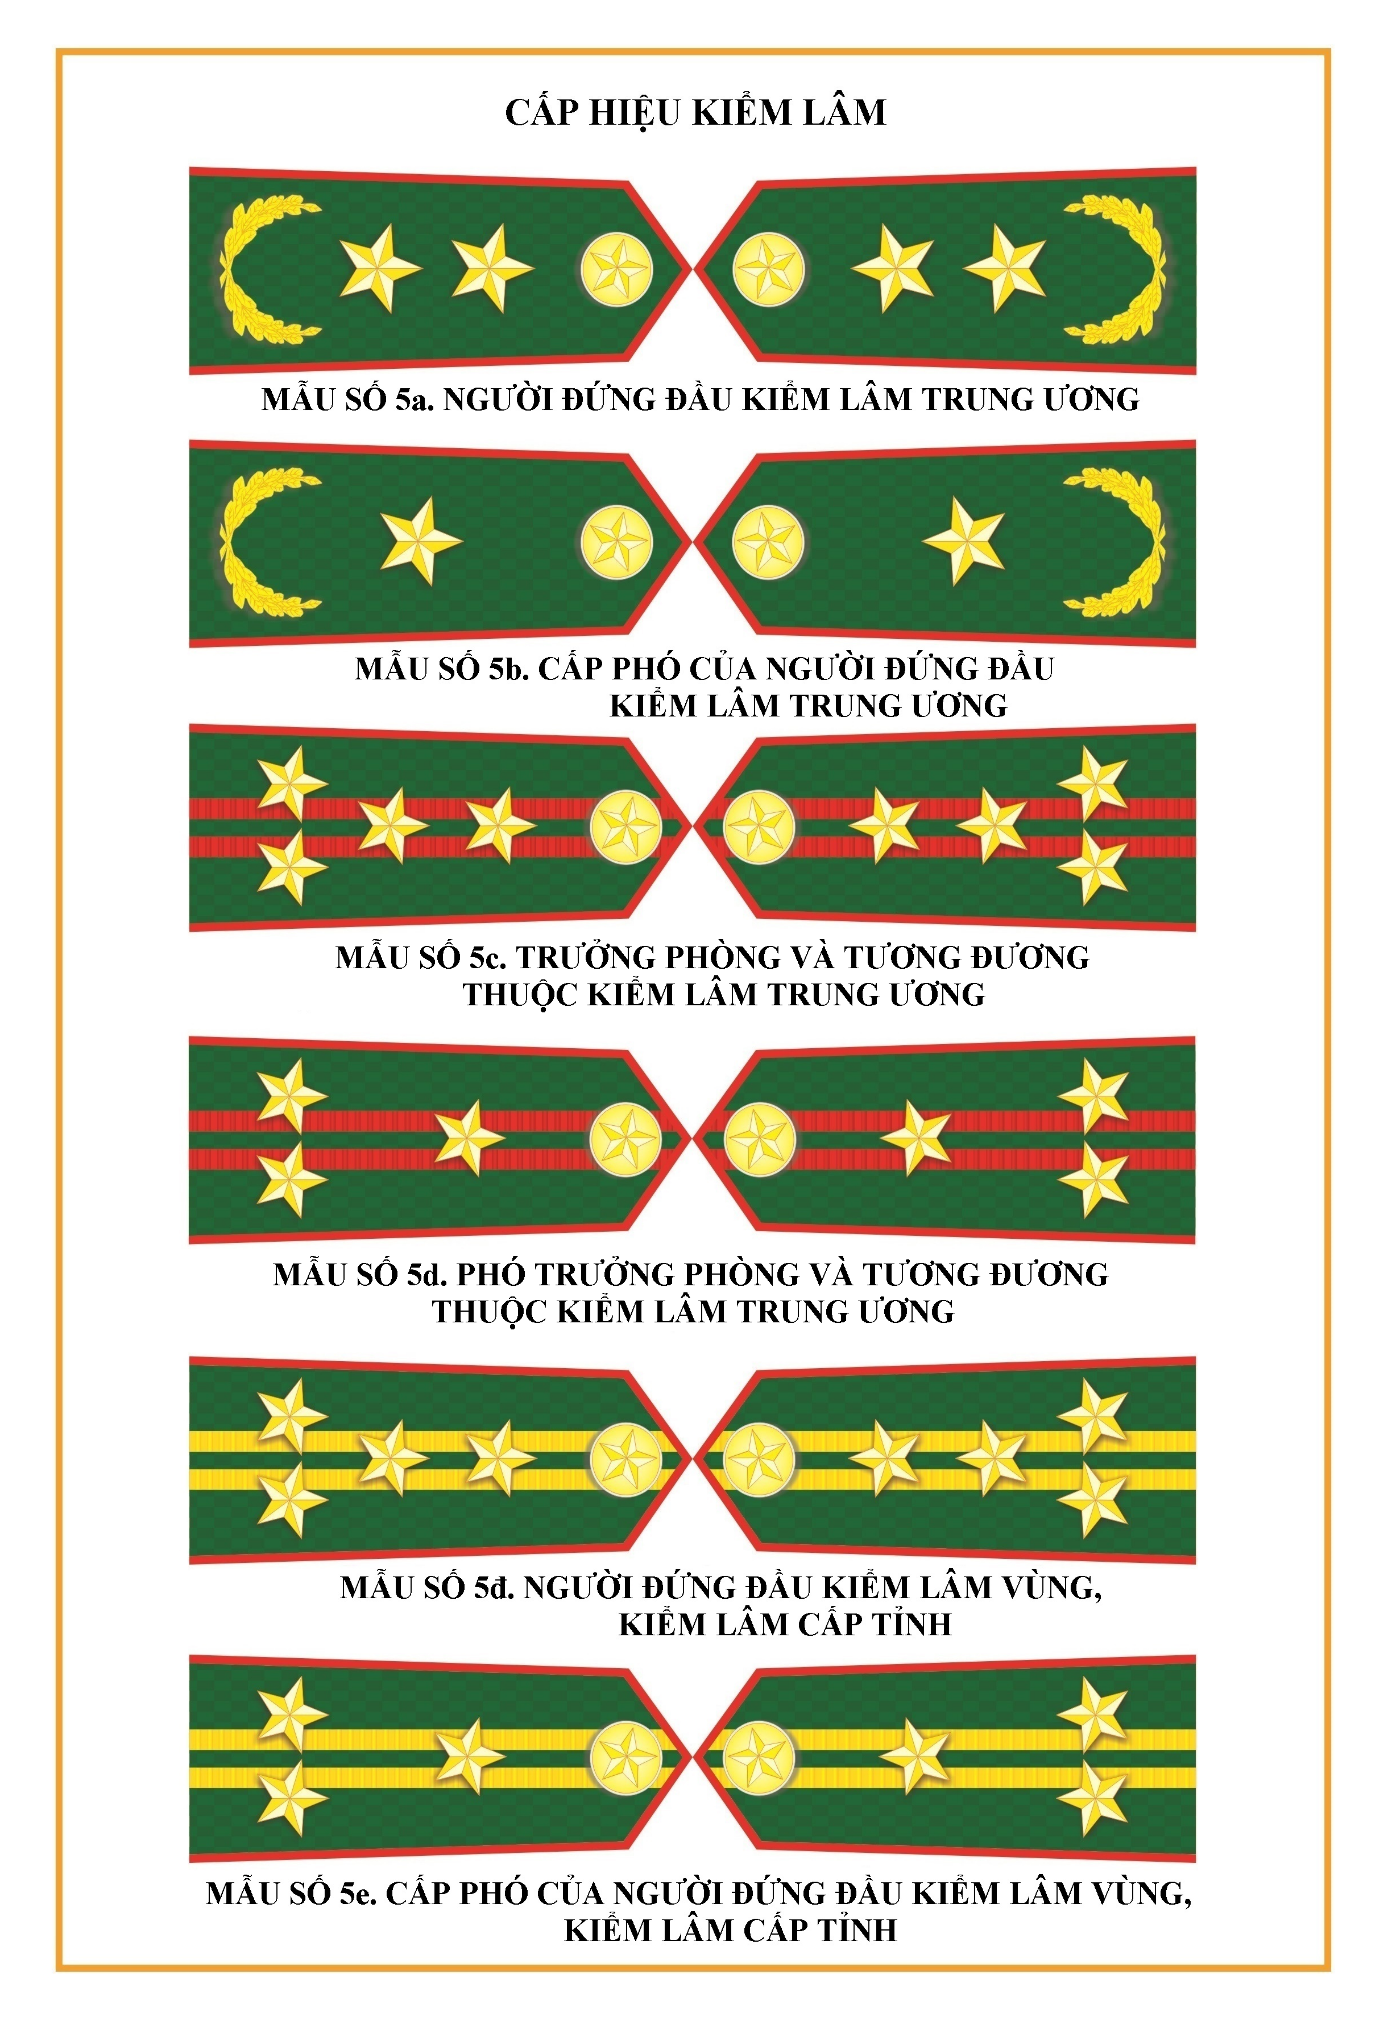 CẤP HIỆU KIỂM LÂM
MẪU SỐ 5a. NGƯỜI ĐỨNG ĐẦU KIỂM LÂM TRUNG ƯƠNG
MẪU SỐ 5b. CẤP PHÓ CỦA NGƯỜI ĐỨNG ĐẦU
KIỂM LÂM TRUNG ƯƠNG
MẪU SỐ 5c. TRƯỞNG PHÒNG VÀ TƯƠNG ĐƯƠNG
THUỘC KIỂM LÂM TRUNG ƯƠNG
MẪU SỐ 5d. PHÓ TRƯỞNG PHÒNG VÀ TƯƠNG ĐƯƠNG
THUỘC KIỂM LÂM TRUNG ƯƠNG
MẪU SỐ 5đ. NGƯỜI ĐỨNG ĐẦU KIỂM LÂM VÙNG,
KIỂM LÂM CẤP TỈNH
MẪU SỐ 5e. CẤP PHÓ CỦA NGƯỜI ĐỨNG ĐẦU KIỂM LÂM VÙNG,
KIỂM LÂM CẤP TỈNH